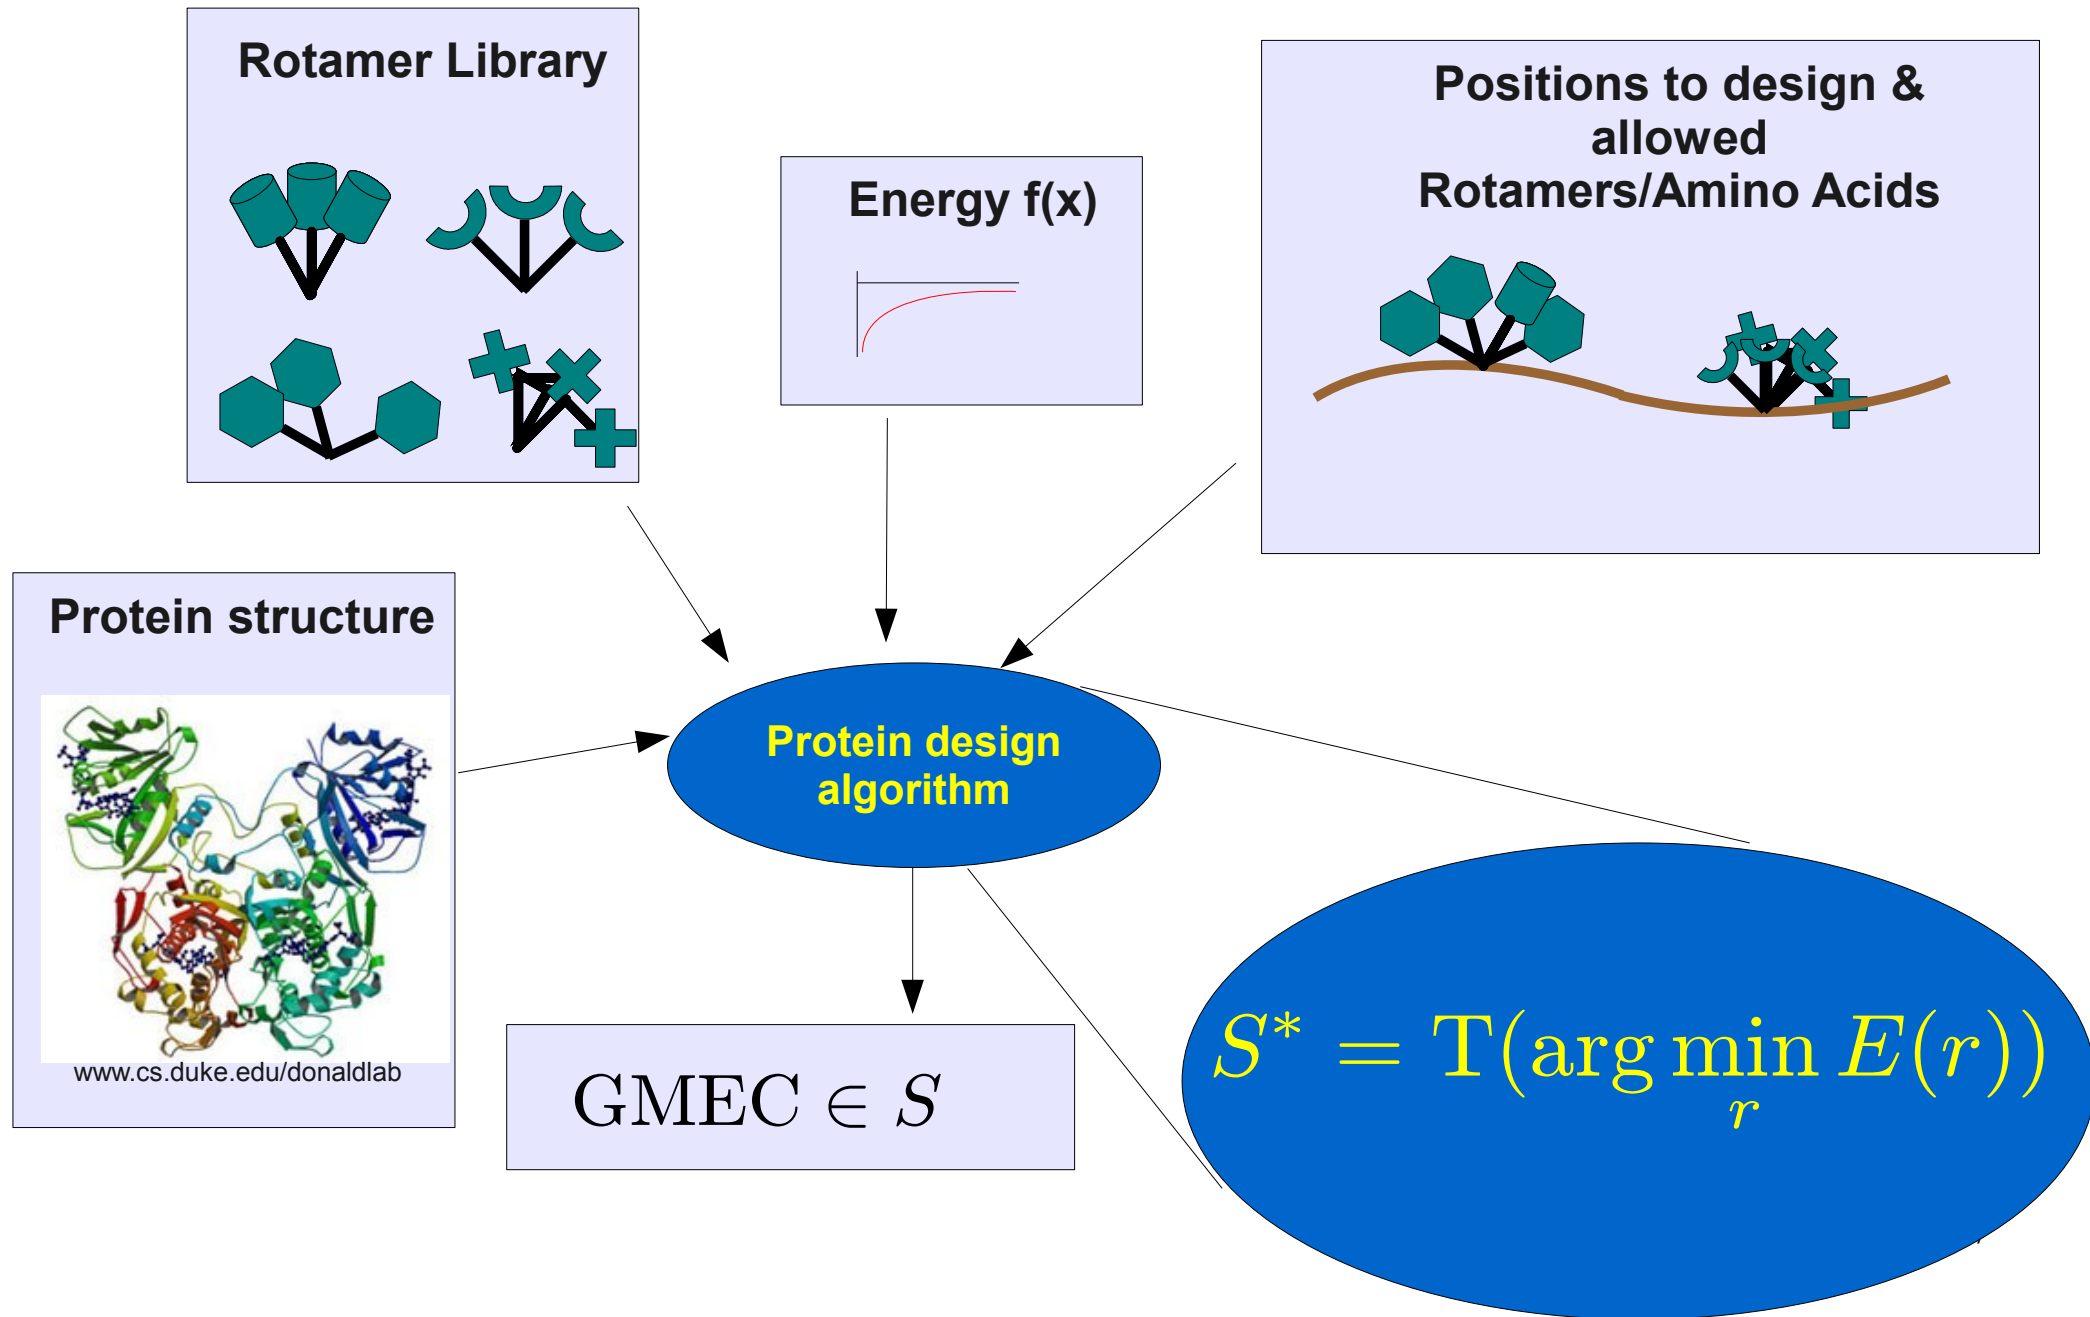 Rotamer Library
Energy f(x)
Positions to design &
allowed
Rotamers/Amino Acids
Protein structure
www.cs.duke.edu/donaldlab
Protein design
algorithm
GMEC ∈ S
S* = T(arg min E(r))
r